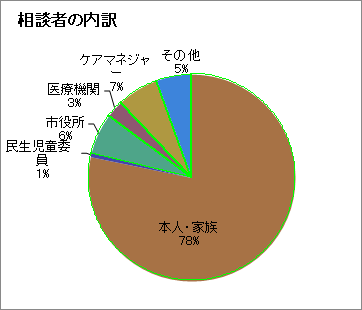 相談者の内訳
その他
5%
ケアマネジャ
ー
7%
医療機関
3%
市役所
6%
民生児童委
員
1%
本人・家族
78%